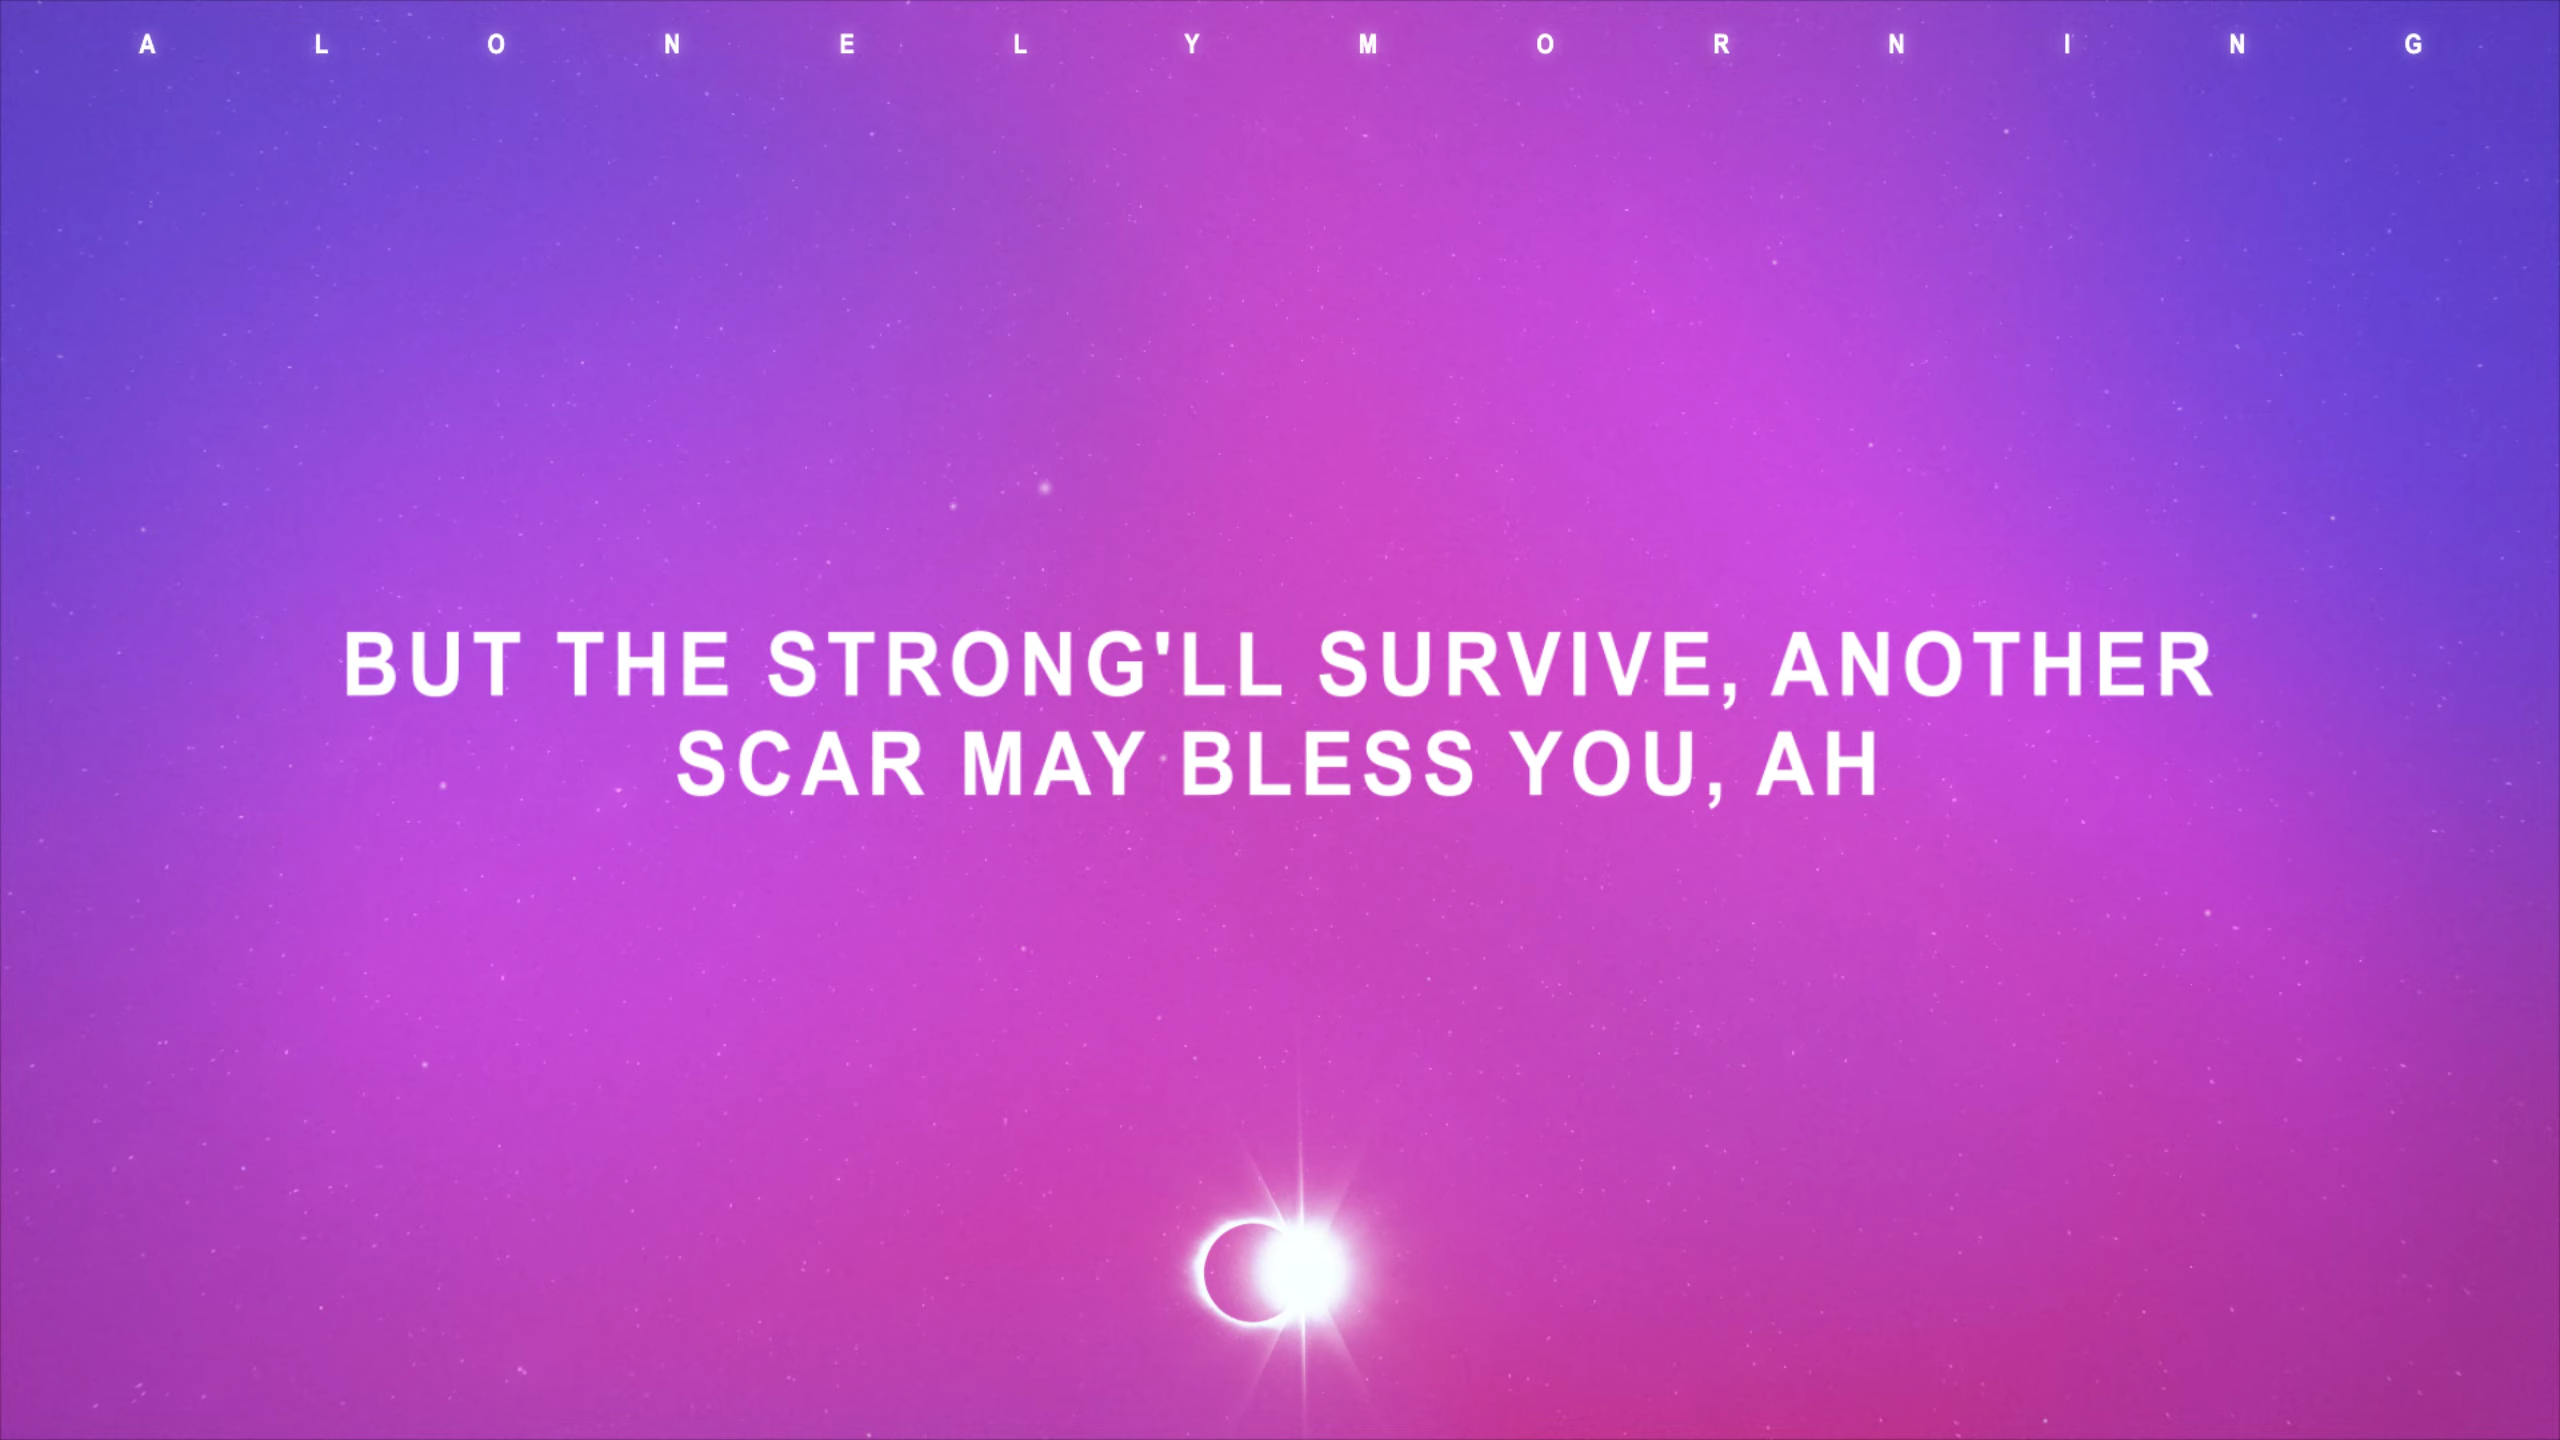 A L O N E L Y M O R N I N G
BUT THE STRONG'LL SURVIVE, ANOTHER
SCAR MAY BLESS YOU, AH